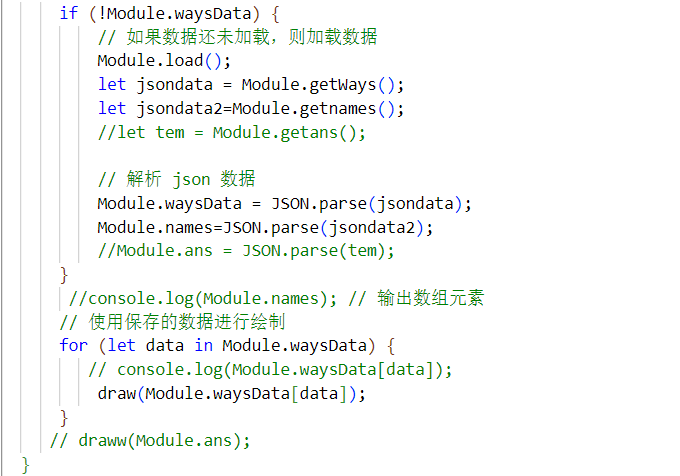 if (!Module.waysData) {
// 如果数据还未加载，则加载数据
Module.load();
let jsondata = Module.getWays();
let jsondata2=Module.getnames();
//let tem = Module.getans();
// 解析 json 数据
Module.waysData = JSON.parse(jsondata);
Module.names=JSON.parse(jsondata2);
//Module.ans = JSON.parse(tem);
}
//console.log(Module.names); // 输出数组元素
// 使用保存的数据进行绘制
for (let data in Module.waysData) {
// console.log(Module.waysData[data]);
draw(Module.waysData[data]);
}
// draww(Module.ans);
}